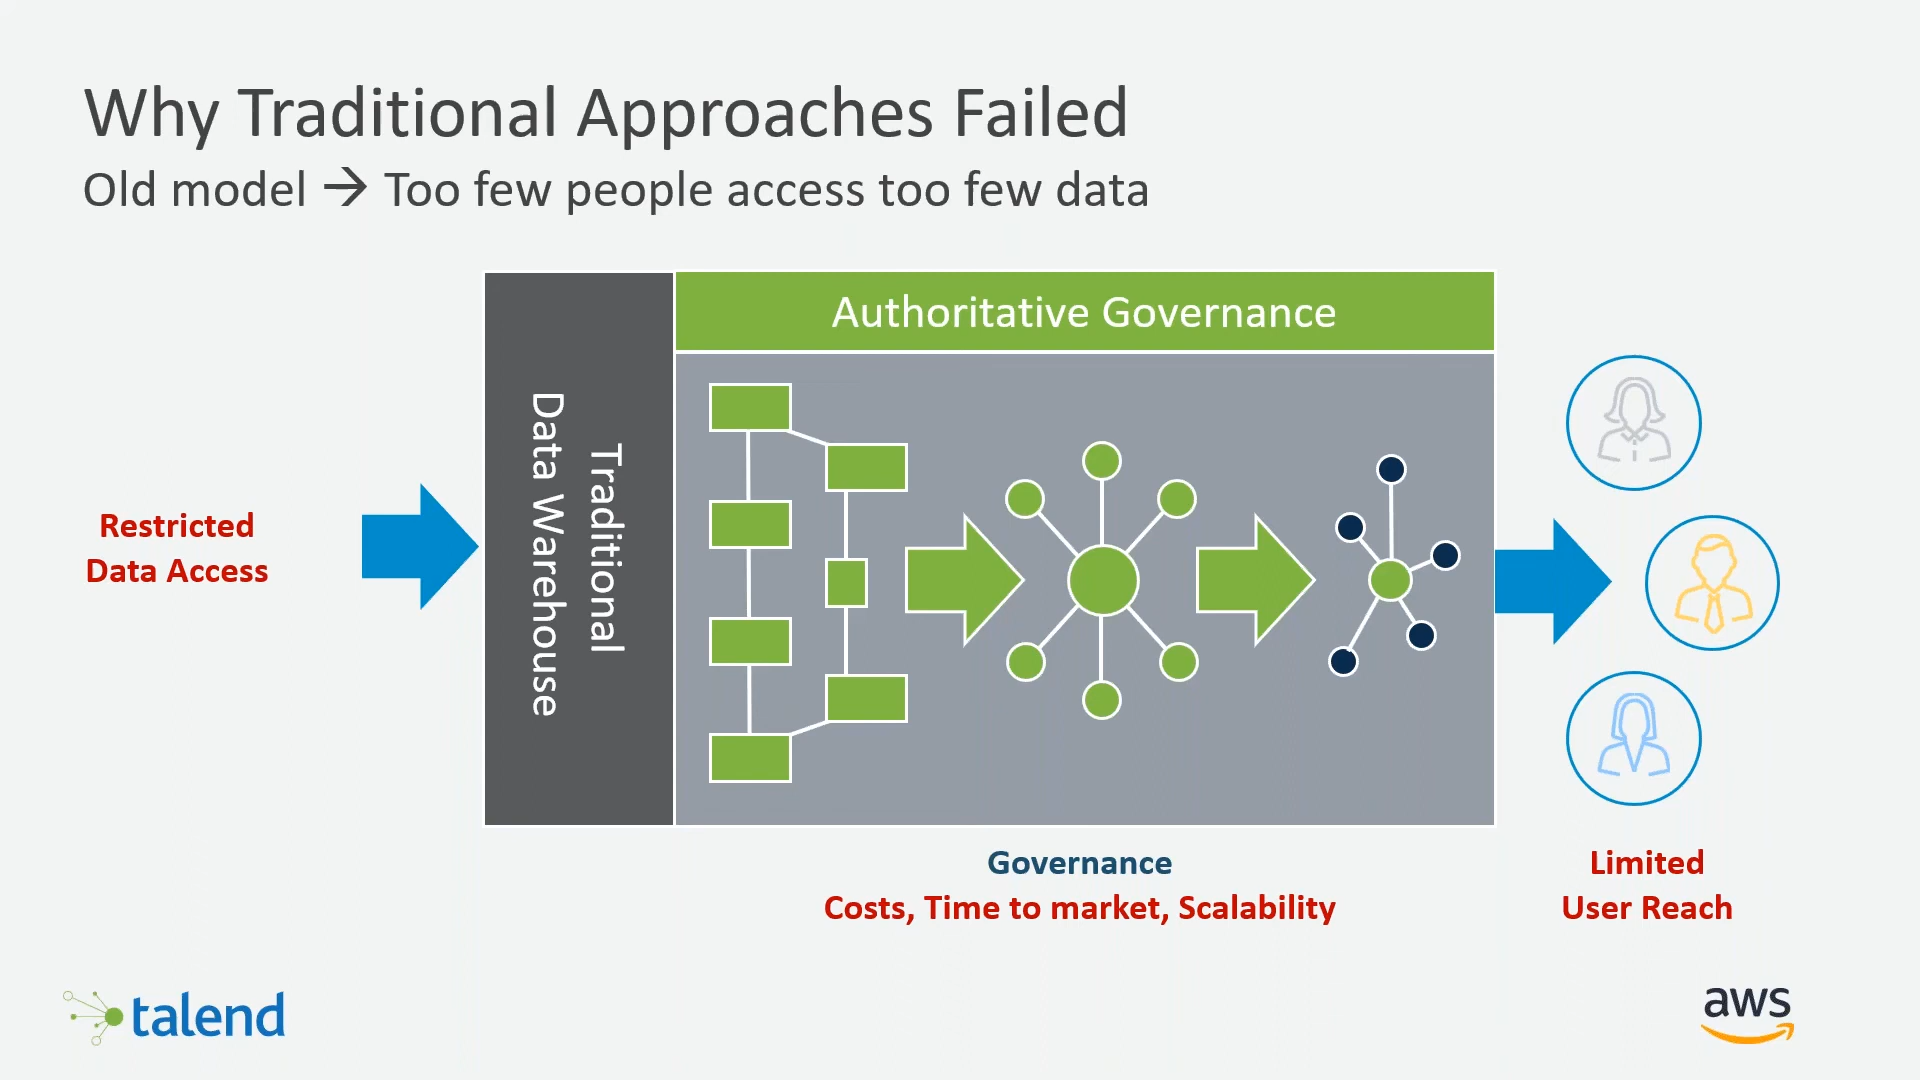 Why Traditional Approaches Failed
Old model → Too few people access too few data
Authoritative Governance
Traditional
Data Warehouse
Restricted
Data Access
Governance
Costs, Time to market, Scalability
Limited
User Reach
talend
aws